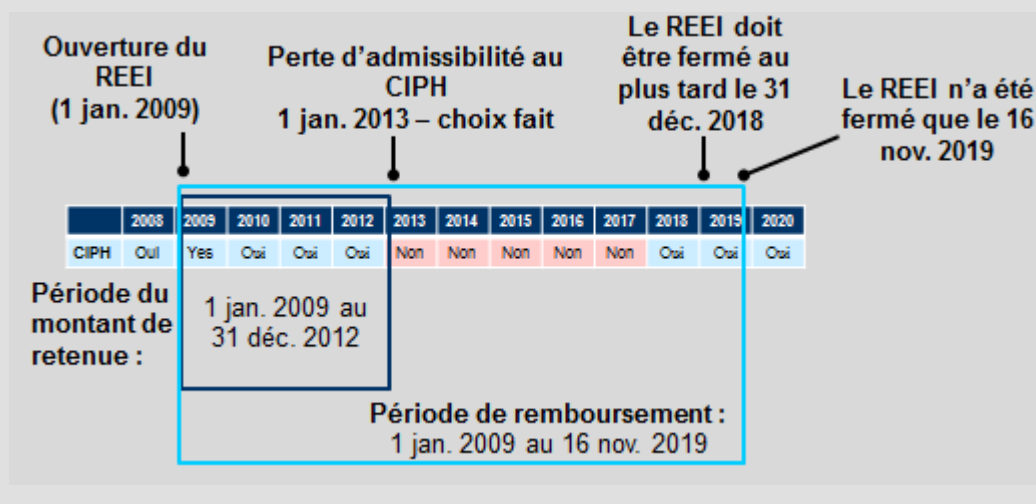 Ouverture du
REEI
(1 jan. 2009)
Perte d’admissibilité au
CIPH
1 jan. 2013 – choix fait
Le REEI doit
être fermé au
plus tard le 31
déc. 2018
Le REEI n’a été
fermé que le 16
nov. 2019
2008 2009 2010 2011 2012 2013 2014 2015 2016 2017 2018 2019 2020
CIPH Oui Yes Oui Oui Oui Non Non Non Non Non Oui Oui Oui
Période du
montant de
retenue :
1 jan. 2009 au
31 déc. 2012
Période de remboursement :
1 jan. 2009 au 16 nov. 2019